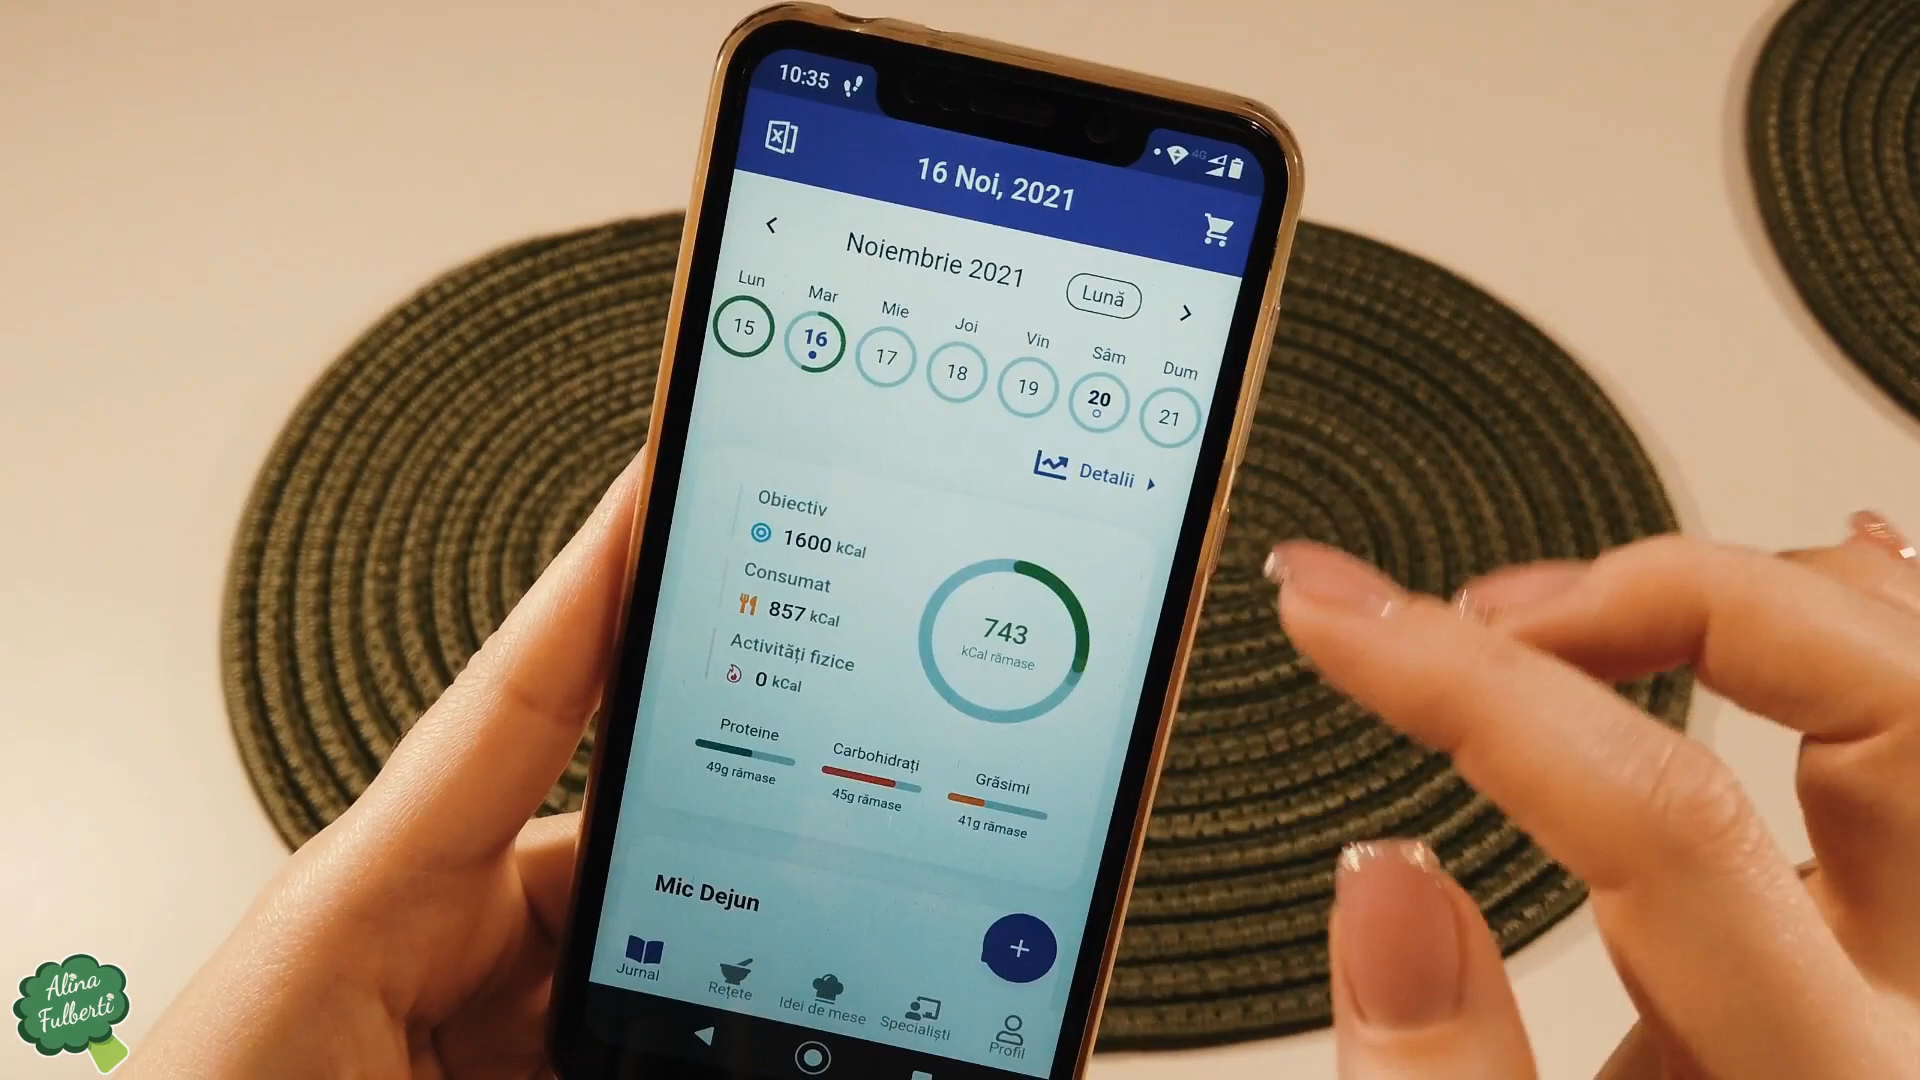 10:35
4G
16 Noi, 2021
Noiembrie 2021
Lună
Lun Mar Mie Joi Vin Sâm Dum
15 16 17 18 19 20 21
Detalii
Obiectiv
1600 kCal
Consumat
857 kCal
Activități fizice
0 kCal
743
kCal rămase
Proteine
49g rămase
Carbohidrați
45g rămase
Grăsimi
41g rămase
Mic Dejun
+
Jurnal
Rețete
Idei de mese
Specialiști
Profil
Alina
Fulberti